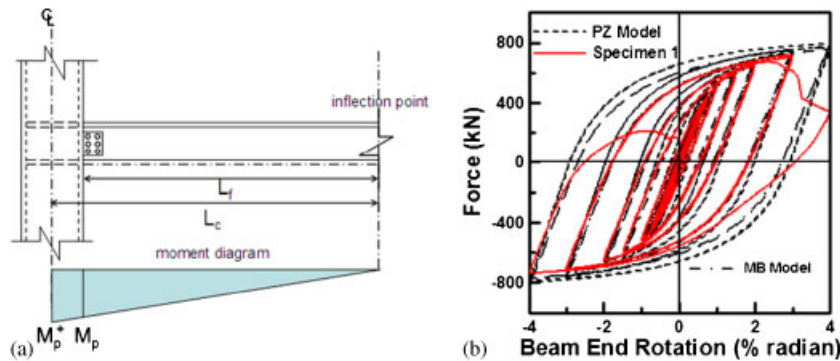 ℄
inflection point
L_f
L_c
moment diagram
M_p^+ M_p
(a)
(b)
PZ Model
Specimen 1
MB Model
Force (kN)
800
400
0
-400
-800
-4 -2 0 2 4
Beam End Rotation (% radian)